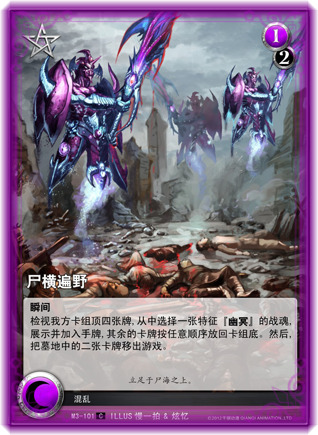 I
2
尸横遍野
瞬间
检视我方卡组顶四张牌,从中选择一张特征『幽冥』的战魂,
展示并加入手牌,其余的卡牌按任意顺序放回卡组底。然后,
把墓地中的二张卡牌移出游戏。
立足于尸海之上。
混乱
M3-101 C ILLUS 慢一拍 & 炫忆